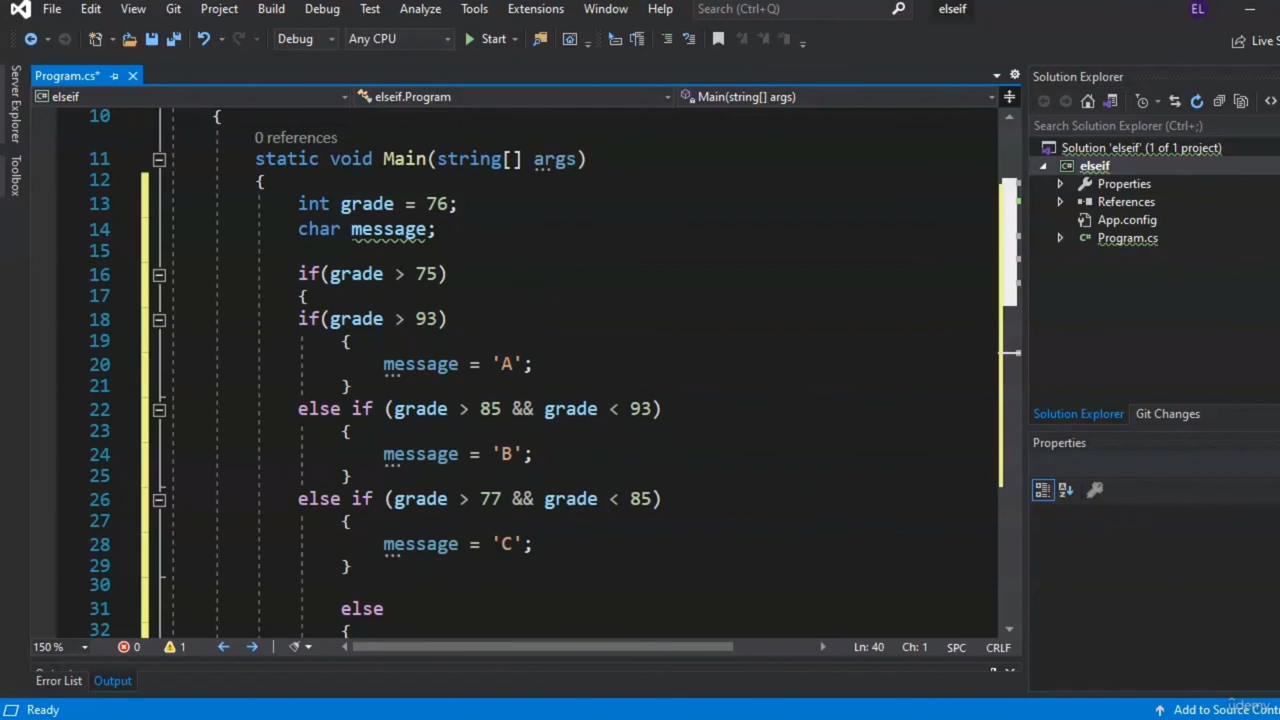 File Edit View Git Project Build Debug Test Analyze Tools Extensions Window Help Search (Ctrl+Q) elseif EL
Debug Any CPU Start Live S
Server Explorer
Toolbox
Program.cs*
elseif elseif.Program Main(string[] args)
10 {
0 references
11 static void Main(string[] args)
12 {
13 int grade = 76;
14 char message;
15
16 if(grade > 75)
17 {
18 if(grade > 93)
19 {
20 message = 'A';
21 }
22 else if (grade > 85 && grade < 93)
23 {
24 message = 'B';
25 }
26 else if (grade > 77 && grade < 85)
27 {
28 message = 'C';
29 }
30
31 else
32 {
150 % 0 1 Ln: 40 Ch: 1 SPC CRLF
Error List Output
Solution Explorer
Search Solution Explorer (Ctrl+;)
Solution 'elseif' (1 of 1 project)
elseif
Properties
References
App.config
Program.cs
Solution Explorer Git Changes
Properties
Ready Add to Source Cont
udemy